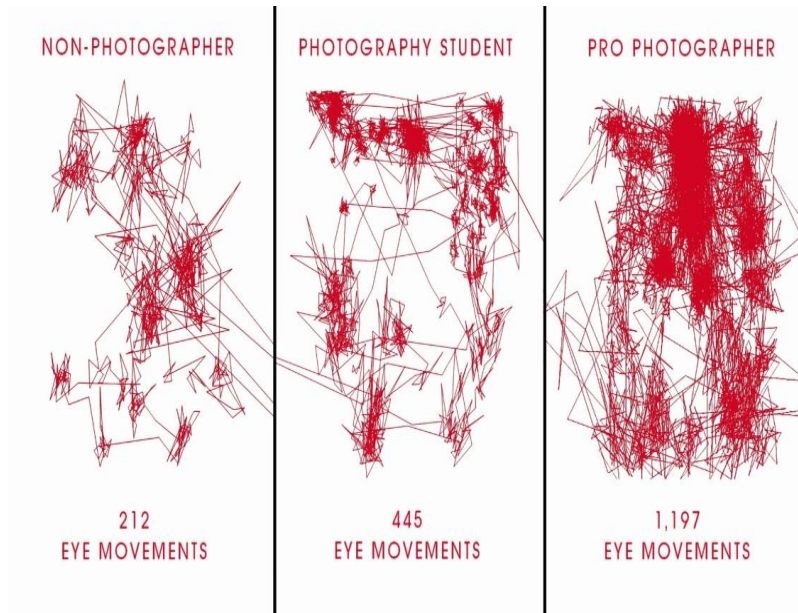 NON-PHOTOGRAPHER
212
EYE MOVEMENTS
PHOTOGRAPHY STUDENT
445
EYE MOVEMENTS
PRO PHOTOGRAPHER
1,197
EYE MOVEMENTS